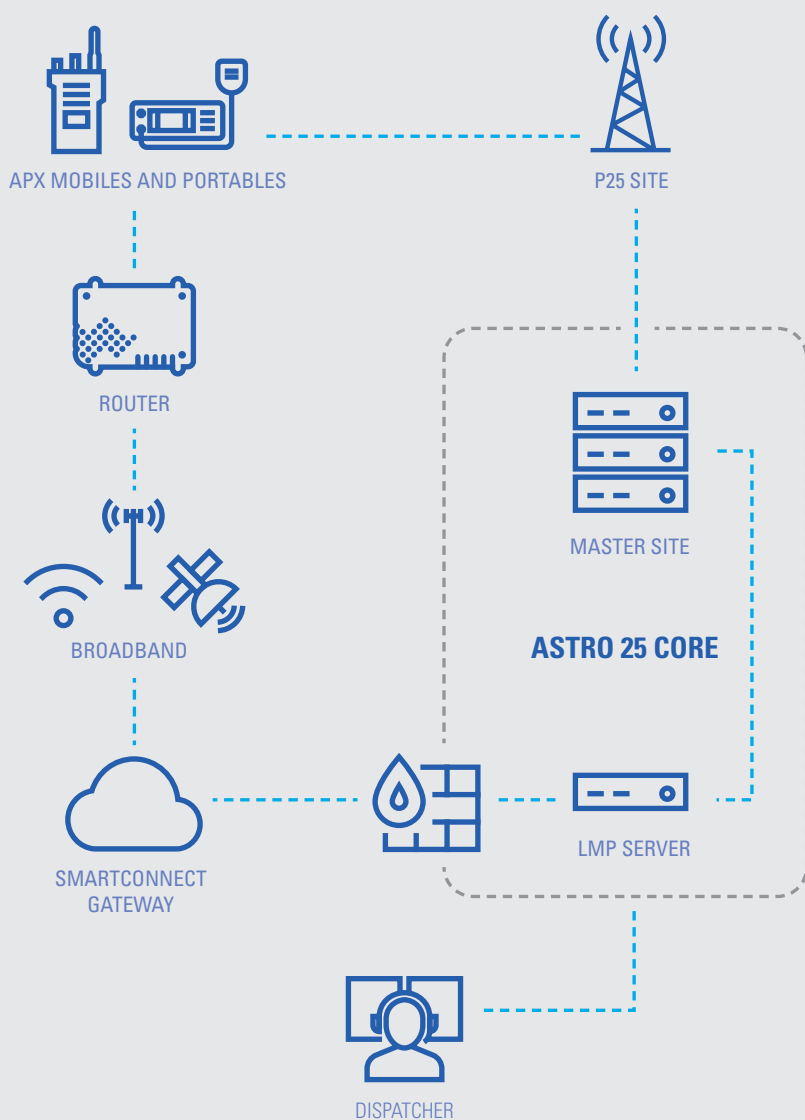 APX MOBILES AND PORTABLES
P25 SITE
ROUTER
MASTER SITE
BROADBAND
ASTRO 25 CORE
LMP SERVER
SMARTCONNECT
GATEWAY
DISPATCHER